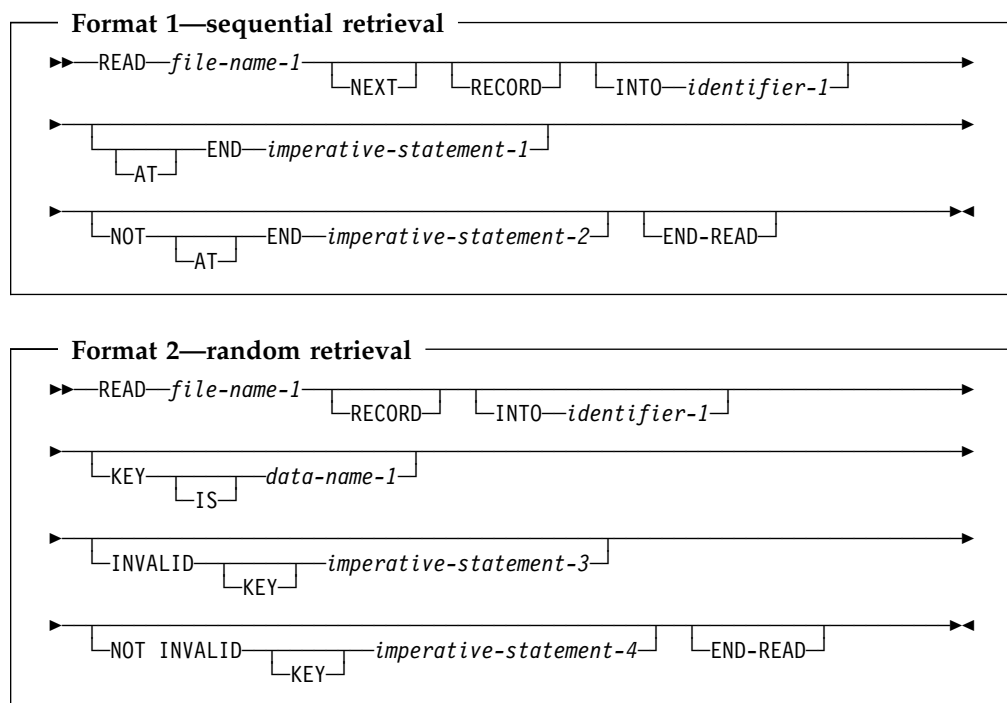 Format 1—sequential retrieval
READ file-name-1 NEXT RECORD INTO identifier-1
AT END imperative-statement-1
NOT AT END imperative-statement-2 END-READ
Format 2—random retrieval
READ file-name-1 RECORD INTO identifier-1
KEY IS data-name-1
INVALID KEY imperative-statement-3
NOT INVALID KEY imperative-statement-4 END-READ